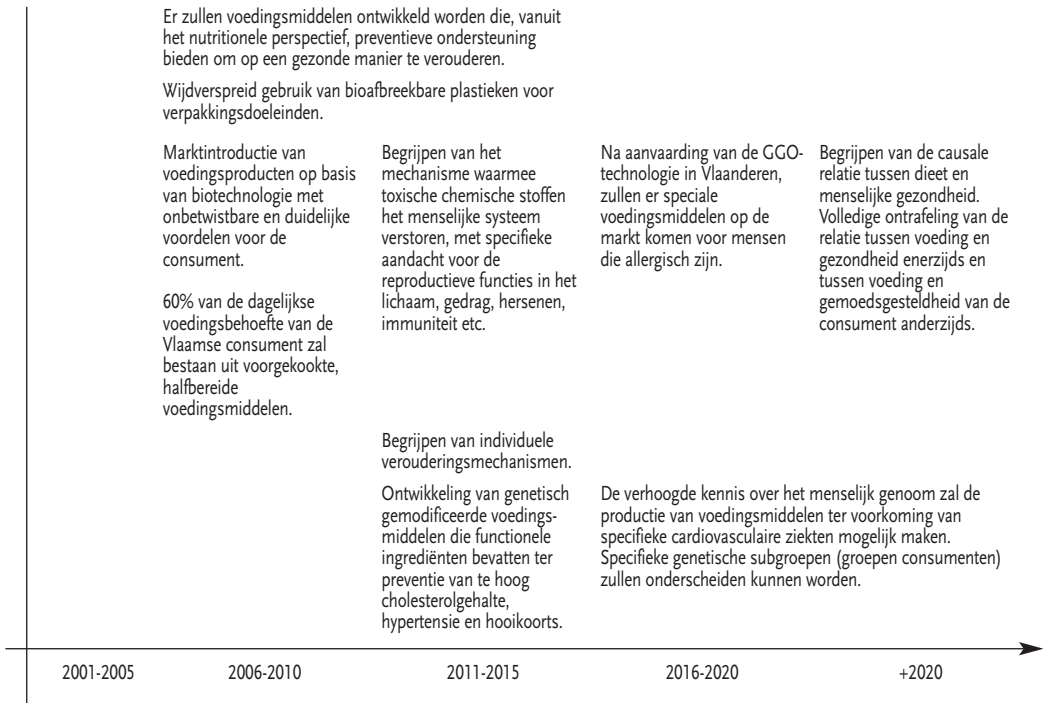 Er zullen voedingsmiddelen ontwikkeld worden die, vanuit
het nutritionele perspectief, preventieve ondersteuning
bieden om op een gezonde manier te verouderen.
Wijdverspreid gebruik van bioafbreekbare plastieken voor
verpakkingsdoeleinden.
Marktintroductie van
voedingsproducten op basis
van biotechnologie met
onbetwistbare en duidelijke
voordelen voor de
consument.
60% van de dagelijkse
voedingsbehoefte van de
Vlaamse consument zal
bestaan uit voorgekookte,
halfbereide
voedingsmiddelen.
Begrijpen van het
mechanisme waarmee
toxische chemische stoffen
het menselijke systeem
verstoren, met specifieke
aandacht voor de
reproductieve functies in het
lichaam, gedrag, hersenen,
immuniteit etc.
Na aanvaarding van de GGO-
technologie in Vlaanderen,
zullen er speciale
voedingsmiddelen op de
markt komen voor mensen
die allergisch zijn.
Begrijpen van de causale
relatie tussen dieet en
menselijke gezondheid.
Volledige ontrafeling van de
relatie tussen voeding en
gezondheid enerzijds en
tussen voeding en
gemoedsgesteldheid van de
consument anderzijds.
Begrijpen van individuele
verouderingsmechanismen.
Ontwikkeling van genetisch
gemodificeerde voedings-
middelen die functionele
ingrediënten bevatten ter
preventie van te hoog
cholesterolgehalte,
hypertensie en hooikoorts.
De verhoogde kennis over het menselijk genoom zal de
productie van voedingsmiddelen ter voorkoming van
specifieke cardiovasculaire ziekten mogelijk maken.
Specifieke genetische subgroepen (groepen consumenten)
zullen onderscheiden kunnen worden.
2001-2005 2006-2010 2011-2015 2016-2020 +2020